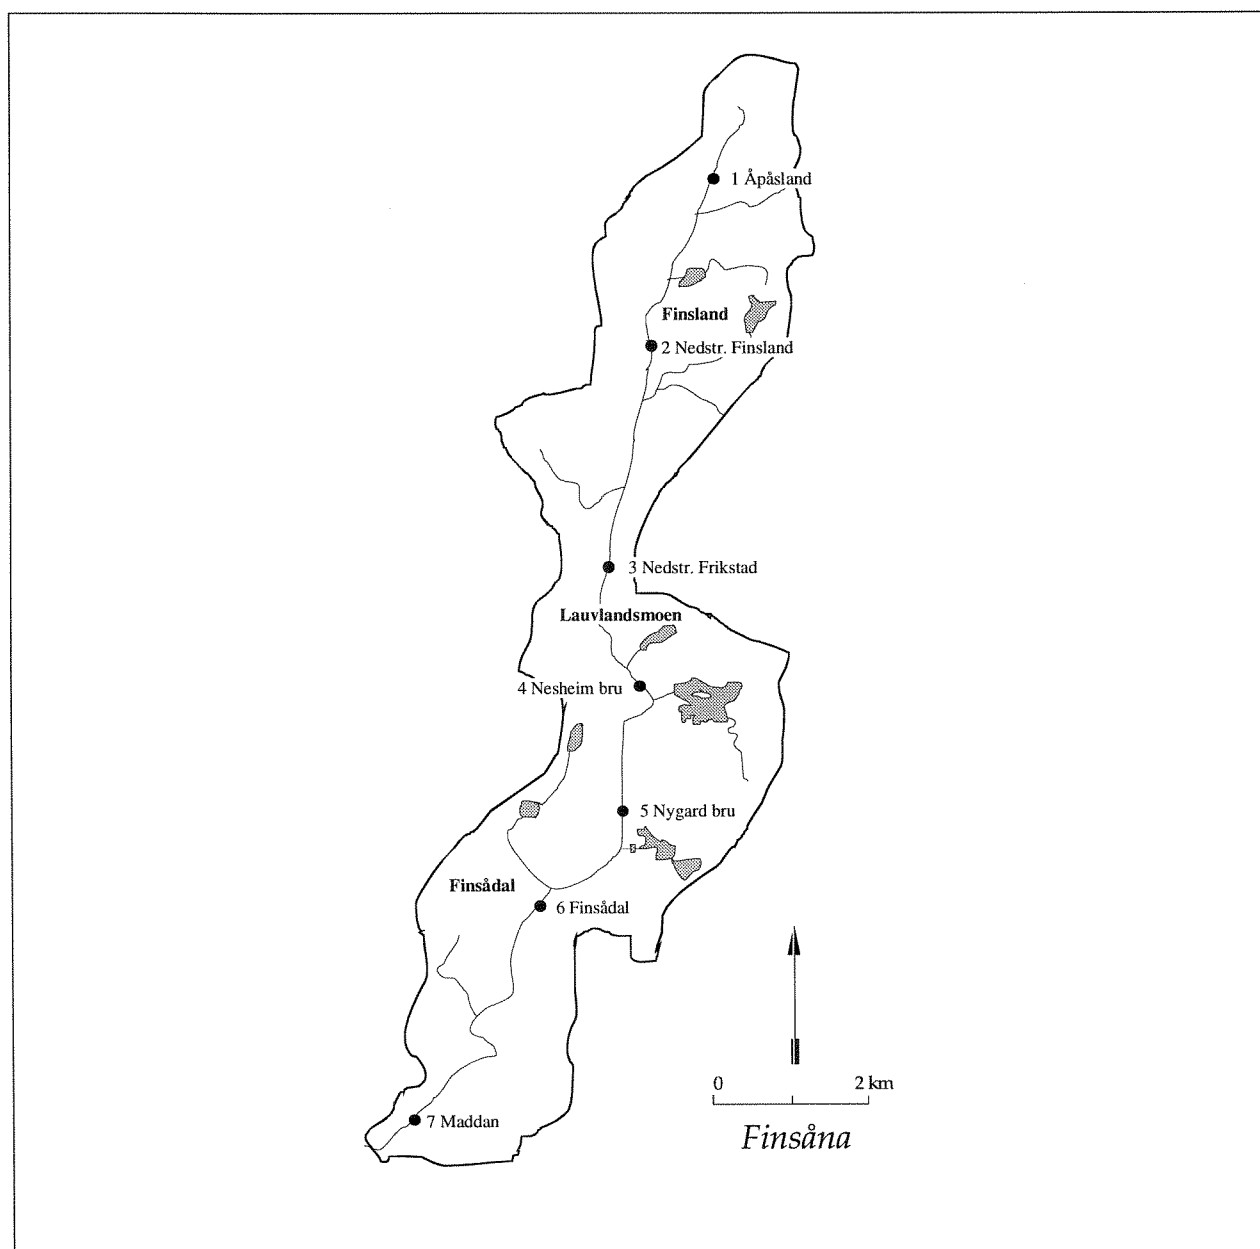 1 Åpåsland
Finsland
2 Nedstr. Finsland
3 Nedstr. Frikstad
Lauvlandsmoen
4 Nesheim bru
5 Nygard bru
Finsådal
6 Finsådal
0 2 km
7 Maddan
Finsåna